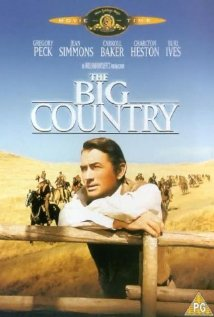 MOVIE TIME
GREGORY PECK
JEAN SIMMONS
CARROLL BAKER
CHARLTON HESTON
BURL IVES
THE
BIG
COUNTRY
PG